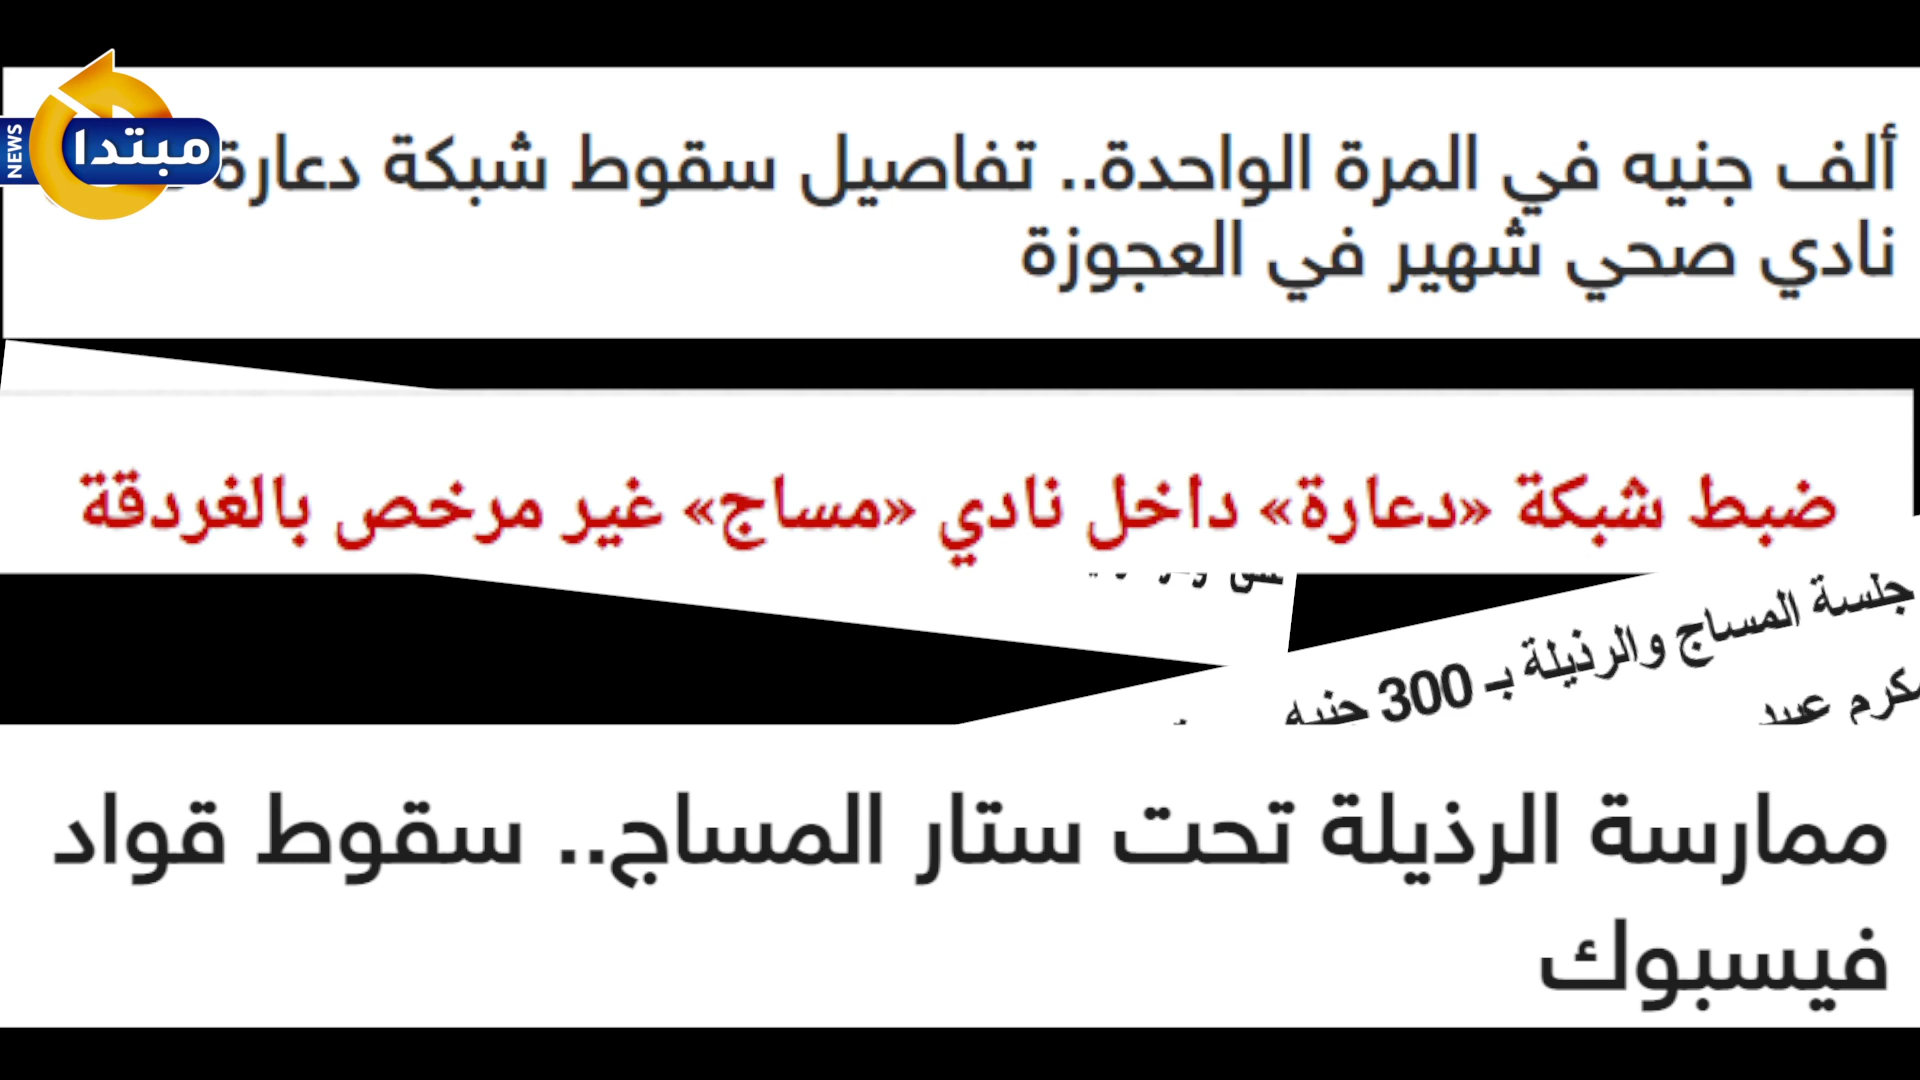 مبتدا
NEWS
ألف جنيه في المرة الواحدة.. تفاصيل سقوط شبكة دعارة
نادي صحي شهير في العجوزة
ضبط شبكة «دعارة» داخل نادي «مساج» غير مرخص بالغردقة
جلسة المساج والرذيلة بـ 300 جنيه
مكرم عبيد
ممارسة الرذيلة تحت ستار المساج.. سقوط قواد
فيسبوك